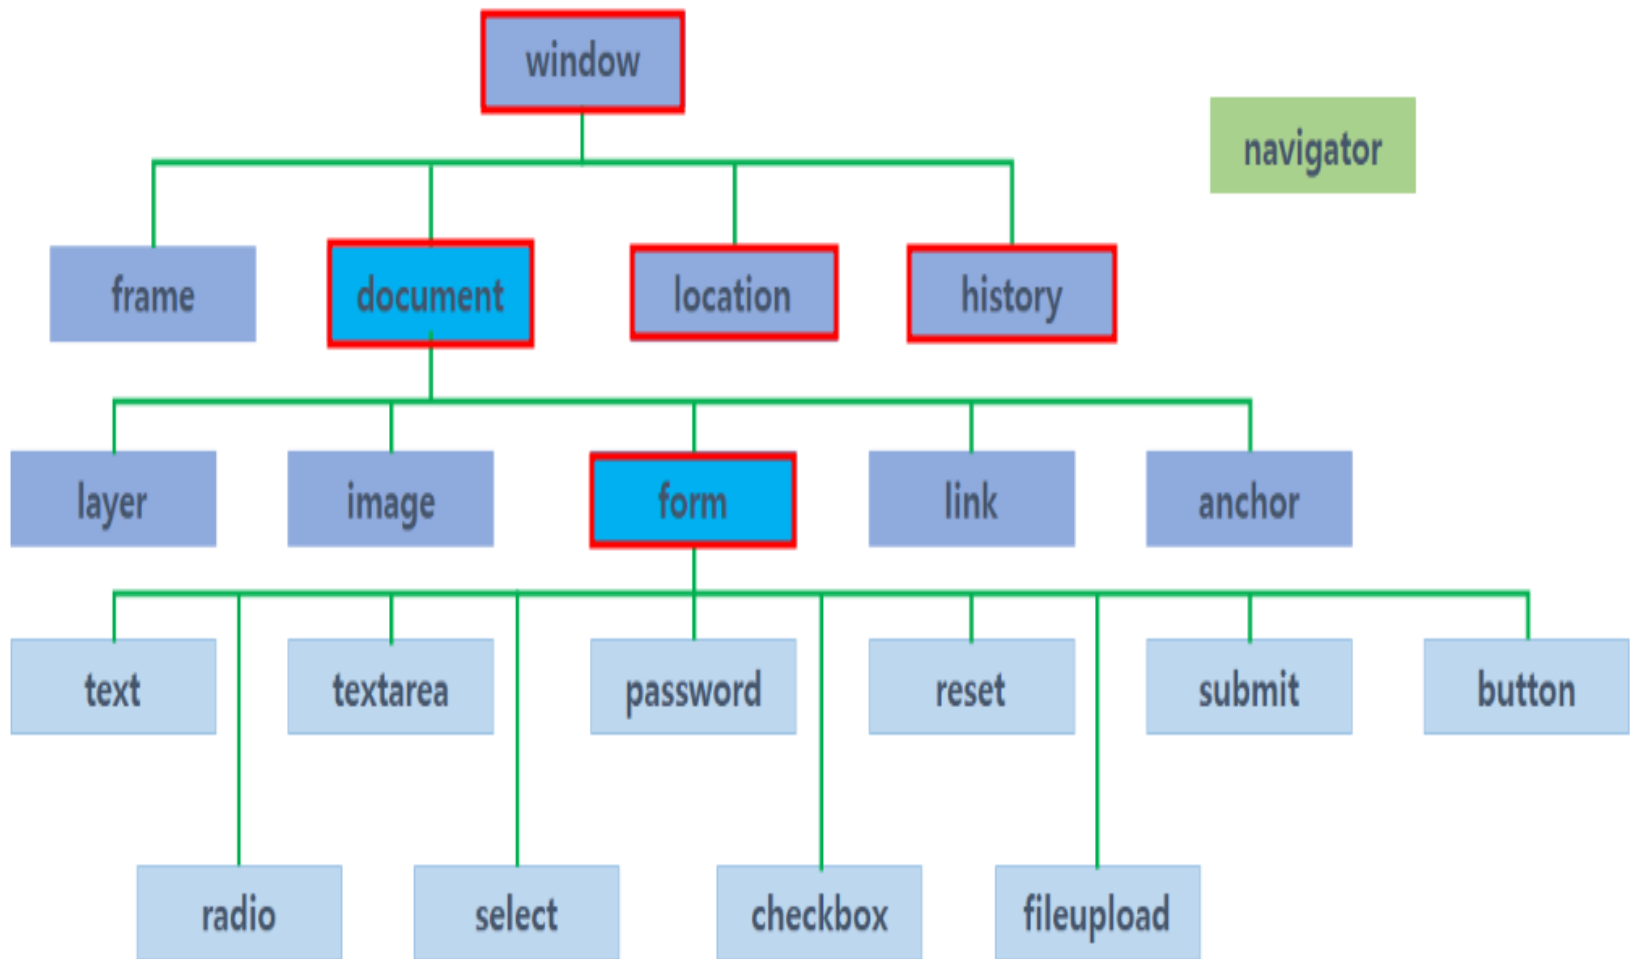 window
navigator
frame
document
location
history
layer
image
form
link
anchor
text
textarea
password
reset
submit
button
radio
select
checkbox
fileupload